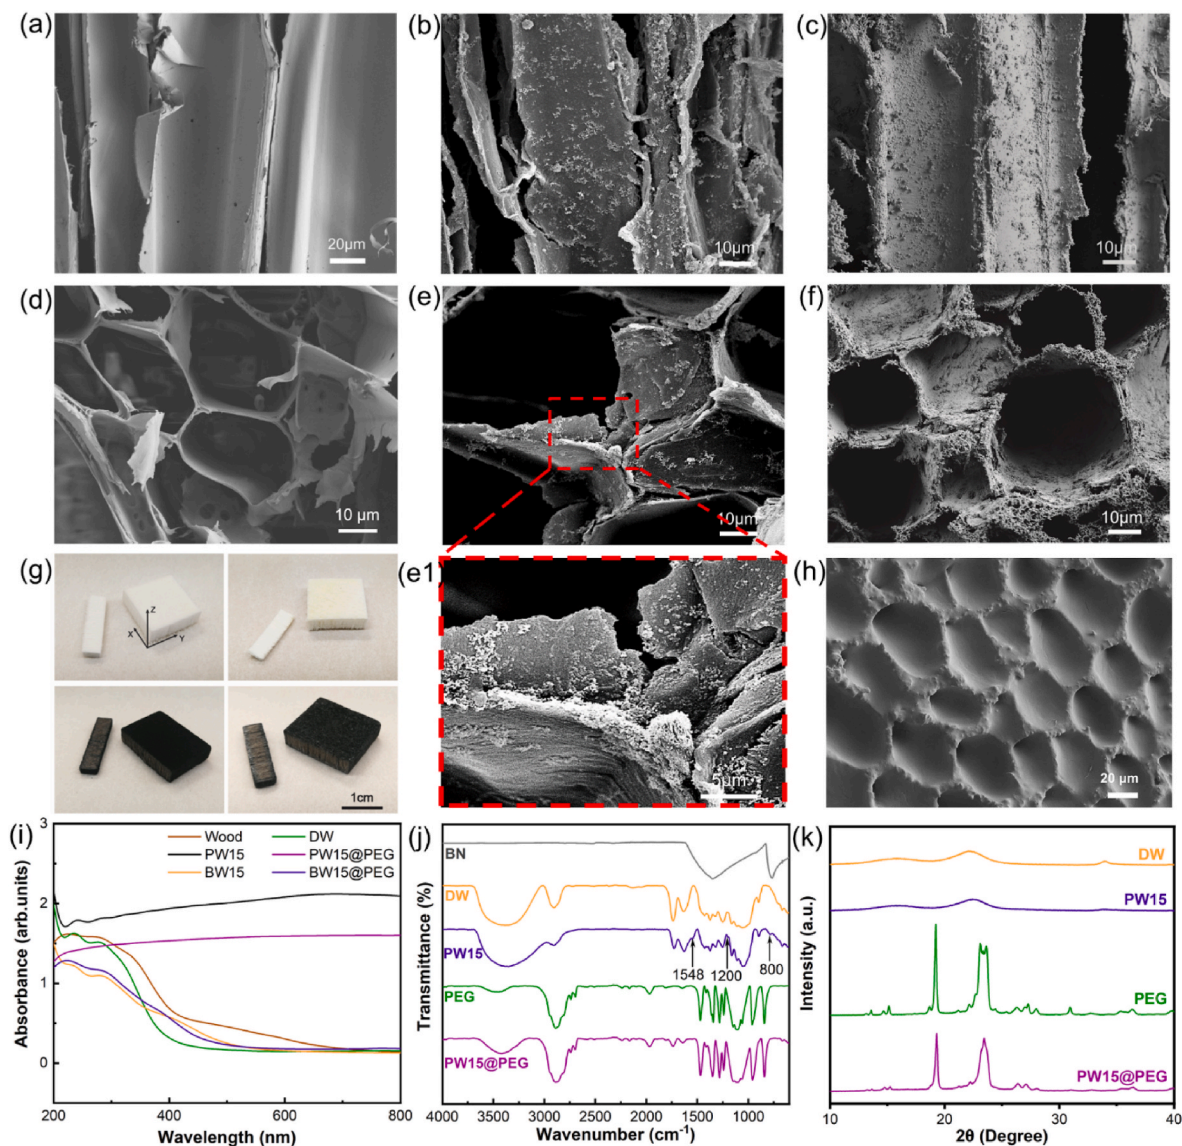 (a)
20µm
(b)
10µm
(c)
10µm
(d)
10 µm
(e)
10µm
(f)
10µm
(g)
Z
X
Y
1cm
(e1)
5µm
(h)
20 µm
(i)
Wood
DW
PW15
PW15@PEG
BW15
BW15@PEG
Absorbance (arb.units)
3
2
1
0
200
400
600
800
Wavelength (nm)
(j)
BN
DW
PW15
1548
1200
800
PEG
PW15@PEG
Transmittance (%)
4000
3500
3000
2500
2000
1500
1000
Wavenumber (cm⁻¹)
(k)
DW
PW15
PEG
PW15@PEG
Intensity (a.u.)
10
20
30
40
2θ (Degree)